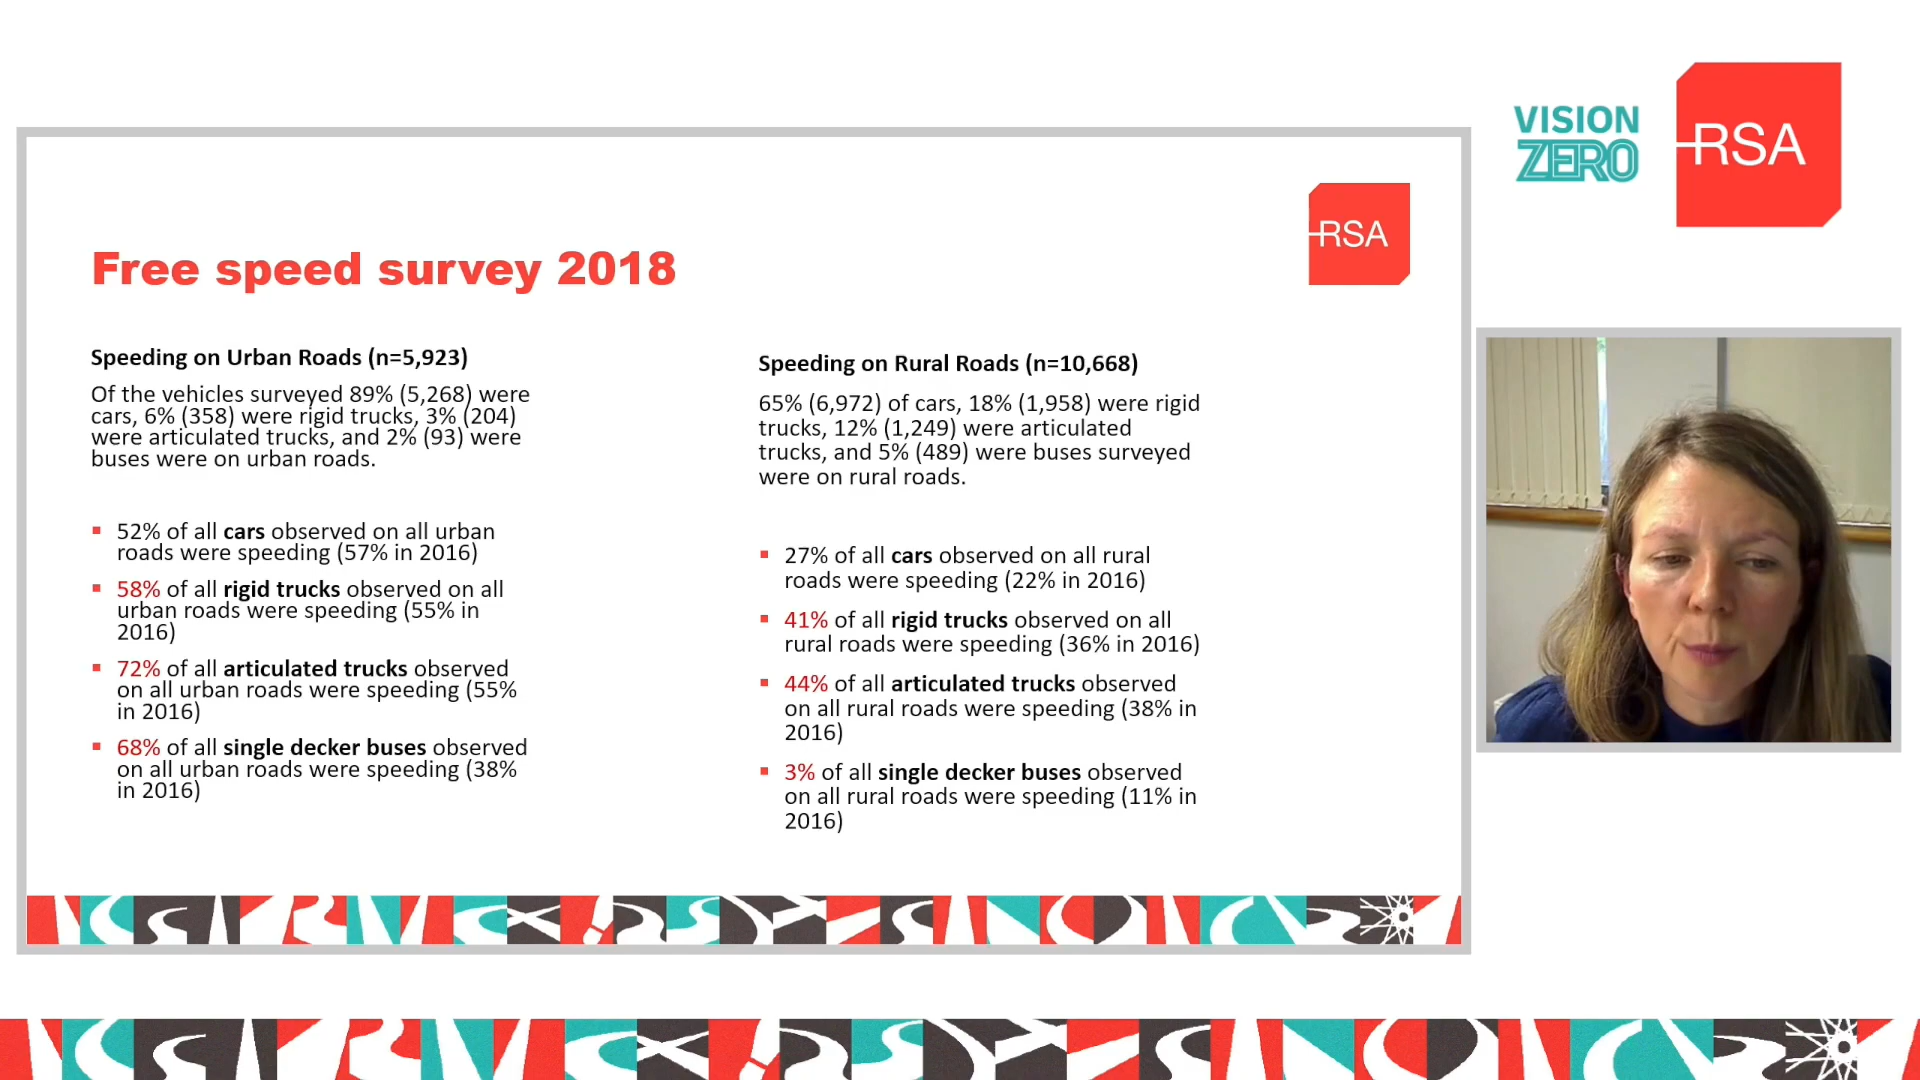 VISION
ZERO
RSA
RSA
Free speed survey 2018
Speeding on Urban Roads (n=5,923)
Of the vehicles surveyed 89% (5,268) were
cars, 6% (358) were rigid trucks, 3% (204)
were articulated trucks, and 2% (93) were
buses were on urban roads.
52% of all cars observed on all urban
roads were speeding (57% in 2016)
58% of all rigid trucks observed on all
urban roads were speeding (55% in
2016)
72% of all articulated trucks observed
on all urban roads were speeding (55%
in 2016)
68% of all single decker buses observed
on all urban roads were speeding (38%
in 2016)
Speeding on Rural Roads (n=10,668)
65% (6,972) of cars, 18% (1,958) were rigid
trucks, 12% (1,249) were articulated
trucks, and 5% (489) were buses surveyed
were on rural roads.
27% of all cars observed on all rural
roads were speeding (22% in 2016)
41% of all rigid trucks observed on all
rural roads were speeding (36% in 2016)
44% of all articulated trucks observed
on all rural roads were speeding (38% in
2016)
3% of all single decker buses observed
on all rural roads were speeding (11% in
2016)